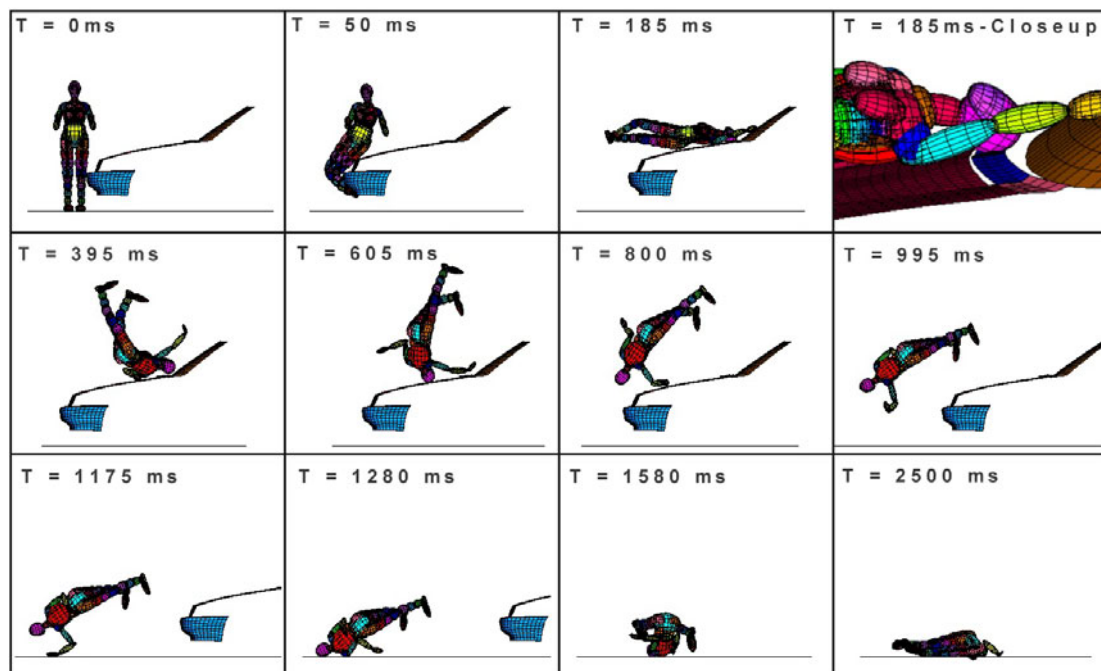 T = 0ms
T = 50 ms
T = 185 ms
T = 185ms-Closeup
T = 395 ms
T = 605 ms
T = 800 ms
T = 995 ms
T = 1175 ms
T = 1280 ms
T = 1580 ms
T = 2500 ms